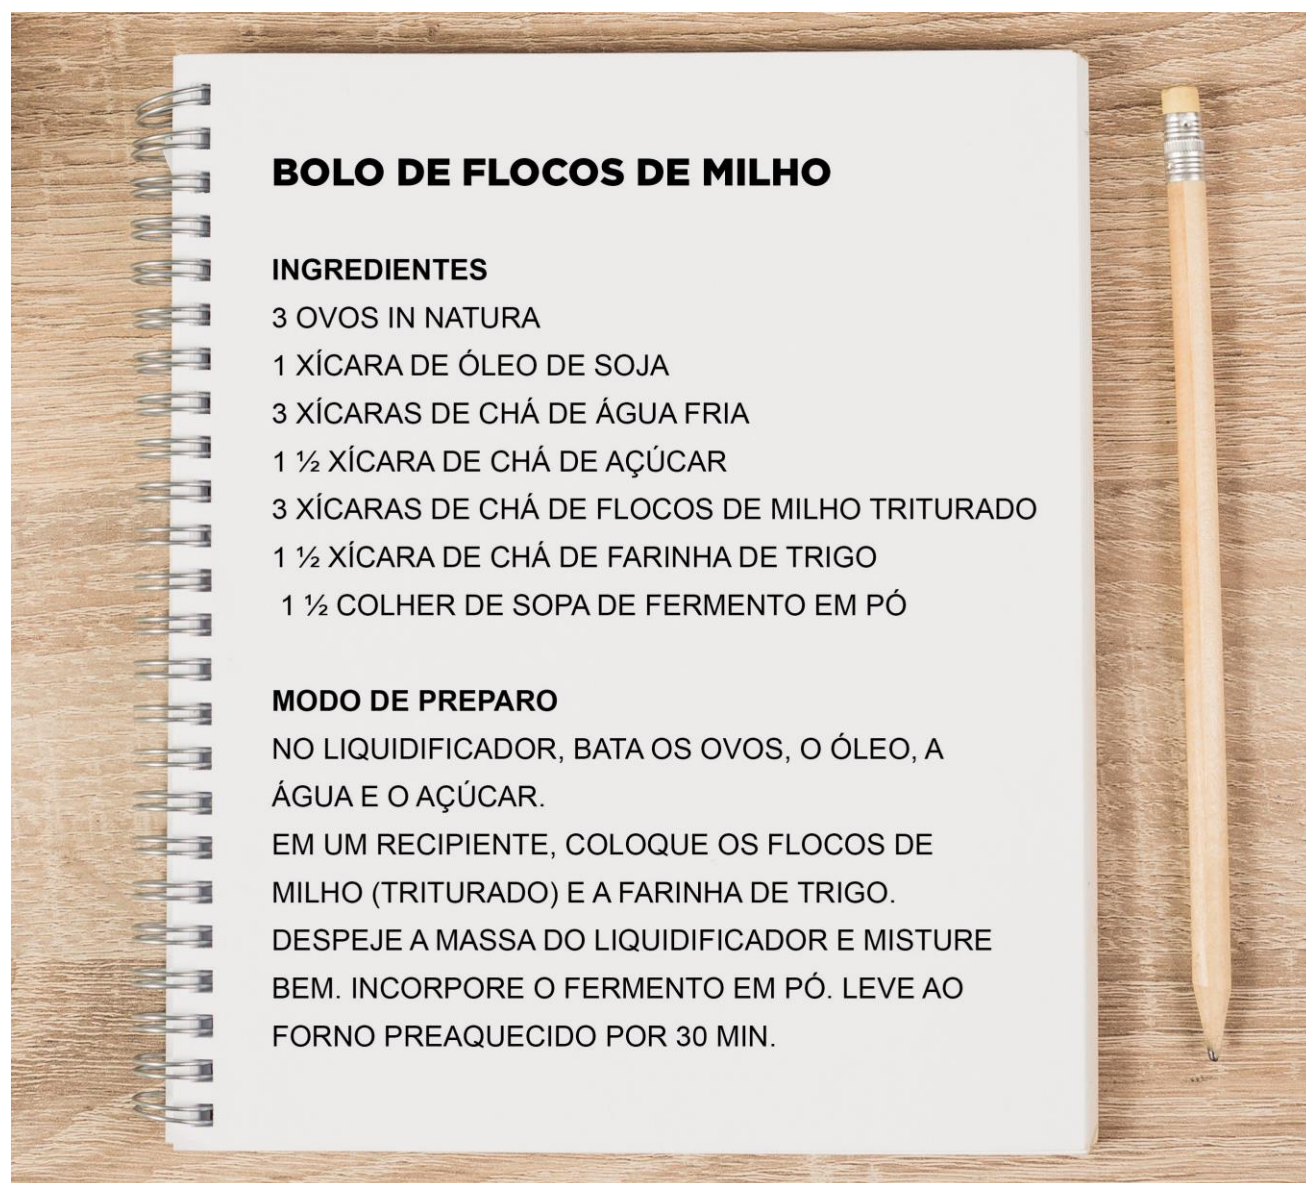 BOLO DE FLOCOS DE MILHO
INGREDIENTES
3 OVOS IN NATURA
1 XÍCARA DE ÓLEO DE SOJA
3 XÍCARAS DE CHÁ DE ÁGUA FRIA
1 ½ XÍCARA DE CHÁ DE AÇÚCAR
3 XÍCARAS DE CHÁ DE FLOCOS DE MILHO TRITURADO
1 ½ XÍCARA DE CHÁ DE FARINHA DE TRIGO
1 ½ COLHER DE SOPA DE FERMENTO EM PÓ
MODO DE PREPARO
NO LIQUIDIFICADOR, BATA OS OVOS, O ÓLEO, A
ÁGUA E O AÇÚCAR.
EM UM RECIPIENTE, COLOQUE OS FLOCOS DE
MILHO (TRITURADO) E A FARINHA DE TRIGO.
DESPEJE A MASSA DO LIQUIDIFICADOR E MISTURE
BEM. INCORPORE O FERMENTO EM PÓ. LEVE AO
FORNO PREAQUECIDO POR 30 MIN.